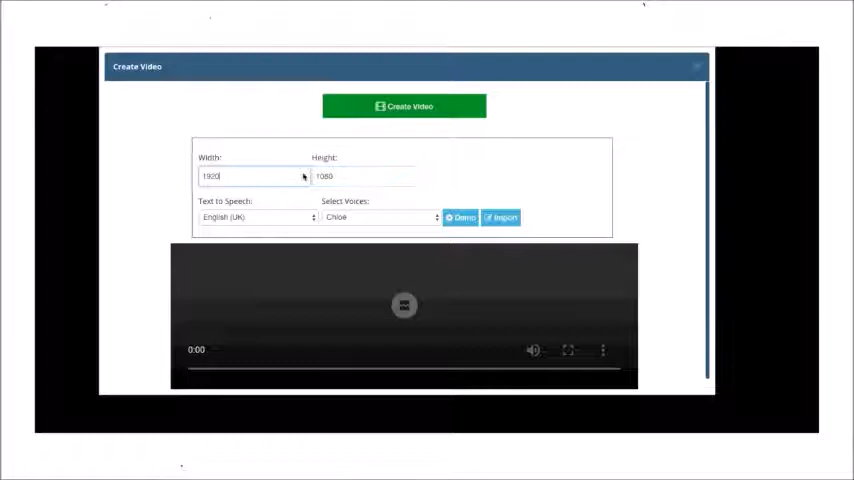 Create Video
Create Video
Width: Height:
1920 1080
Text to Speech: Select Voices:
English (UK) Chloe Demo Import
0:00